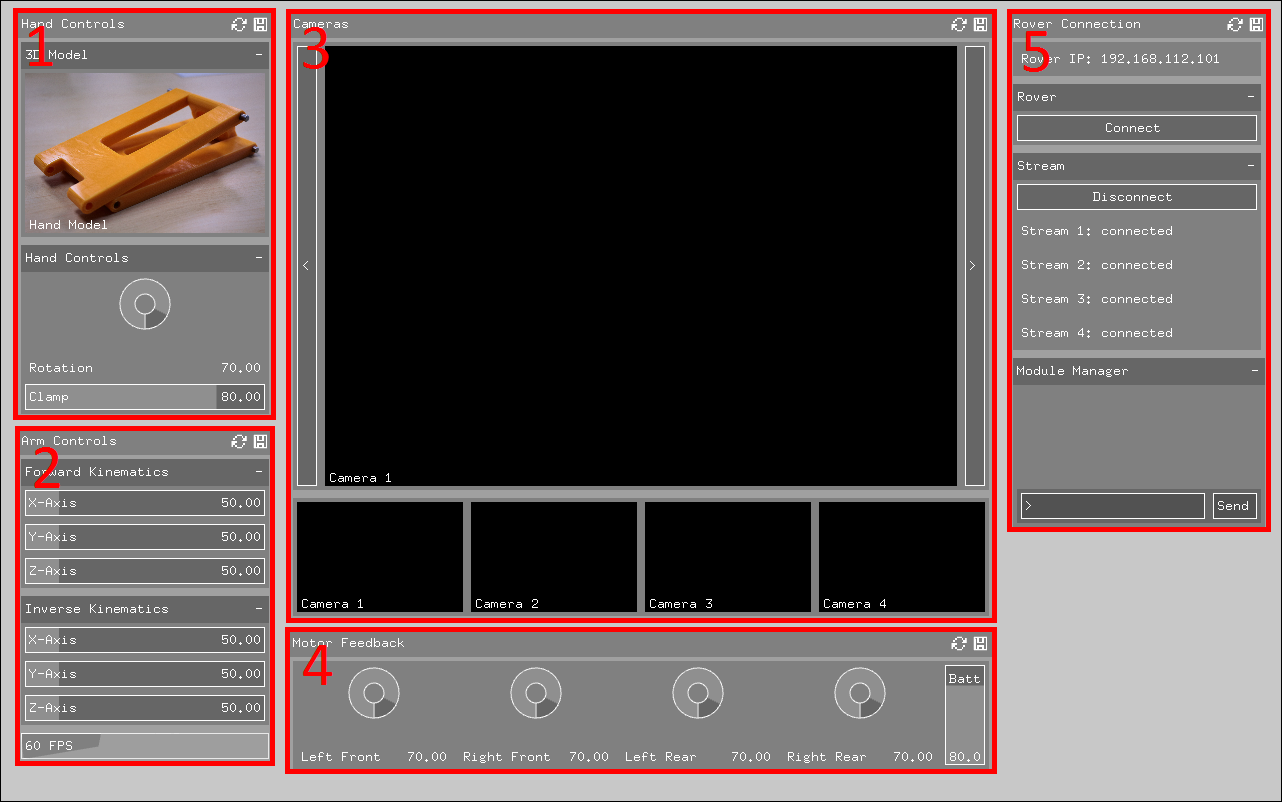 1
Hand Controls
3D Model -
Hand Model
Hand Controls -
Rotation 70.00
Clamp 80.00
2
Arm Controls
Forward Kinematics -
X-Axis 50.00
Y-Axis 50.00
Z-Axis 50.00
Inverse Kinematics -
X-Axis 50.00
Y-Axis 50.00
Z-Axis 50.00
60 FPS
3
Cameras
< >
Camera 1
Camera 1 Camera 2 Camera 3 Camera 4
4
Motor Feedback
Batt
Left Front 70.00 Right Front 70.00 Left Rear 70.00 Right Rear 70.00 80.0
5
Rover Connection
Rover IP: 192.168.112.101
Rover -
Connect
Stream -
Disconnect
Stream 1: connected
Stream 2: connected
Stream 3: connected
Stream 4: connected
Module Manager -
> Send